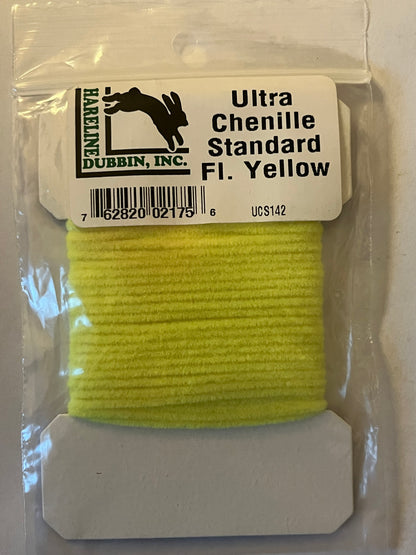 HARELINE
DUBBIN, INC.
Ultra
Chenille
Standard
Fl. Yellow
7 62820 02175 6
UCS142